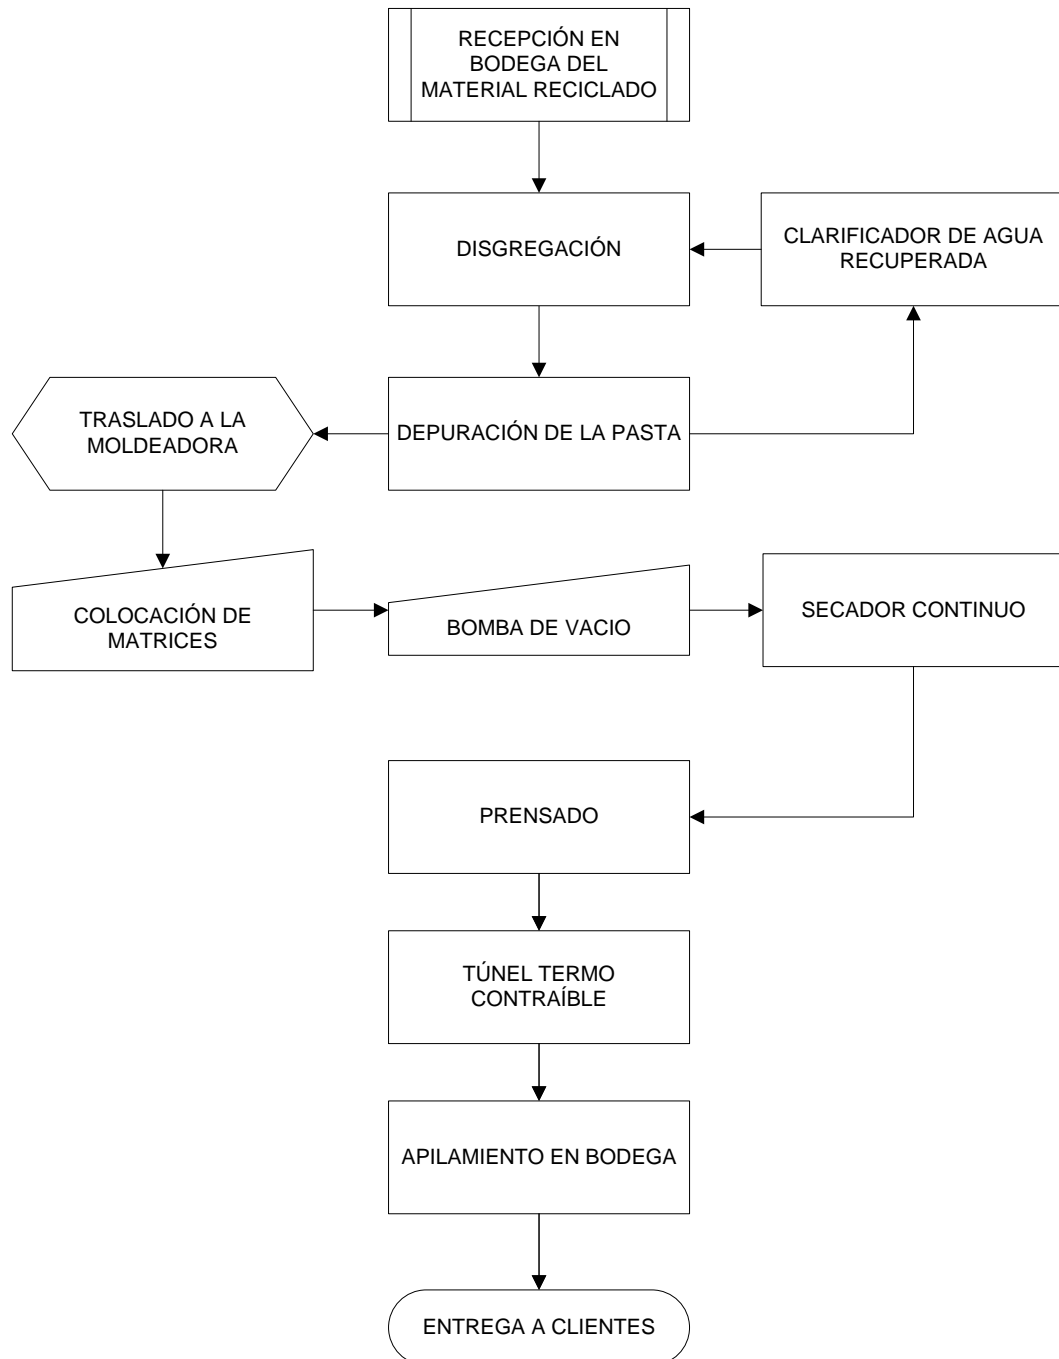 RECEPCIÓN EN
BODEGA DEL
MATERIAL RECICLADO
DISGREGACIÓN
CLARIFICADOR DE AGUA
RECUPERADA
TRASLADO A LA
MOLDEADORA
DEPURACIÓN DE LA PASTA
COLOCACIÓN DE
MATRICES
BOMBA DE VACIO
SECADOR CONTINUO
PRENSADO
TÚNEL TERMO
CONTRAÍBLE
APILAMIENTO EN BODEGA
ENTREGA A CLIENTES